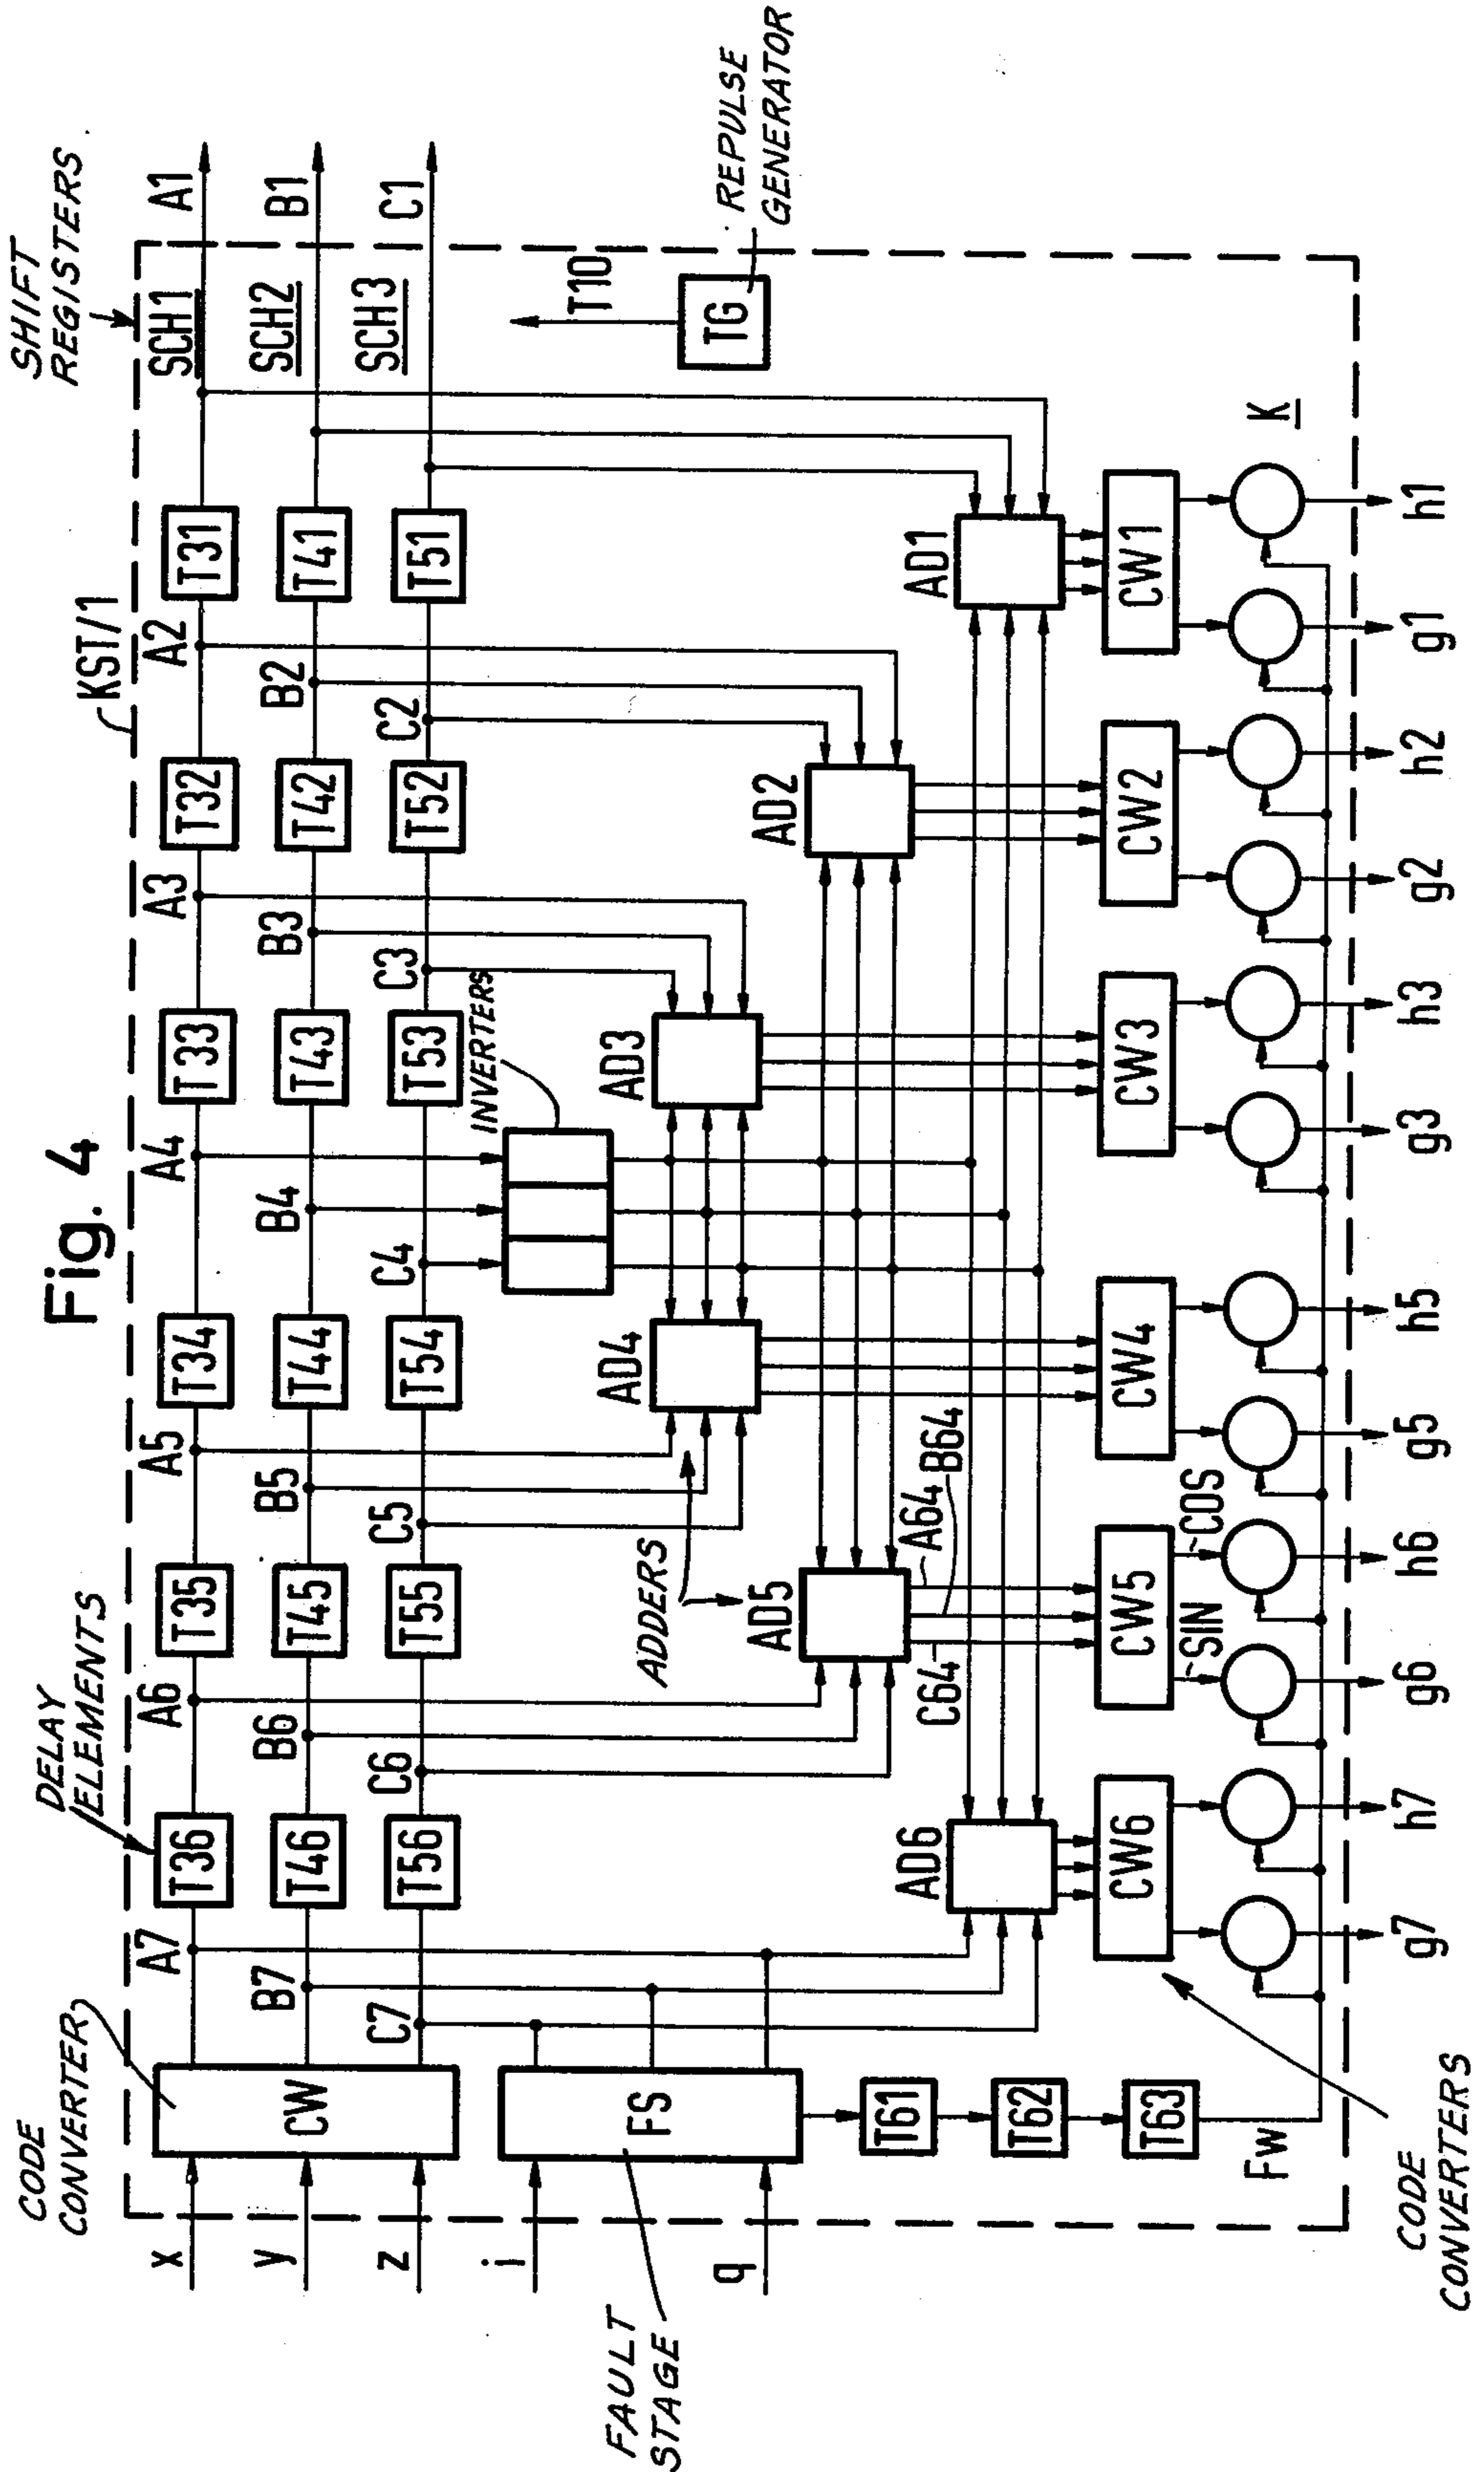 Fig. 4
CODE
CONVERTER
DELAY
ELEMENTS
KST/1
SHIFT
REGISTERS
x
A7
T36
A6
T35
A5
T34
A4
T33
A3
T32
A2
T31
SCH1
A1
y
CW
B7
T46
B6
T45
B5
T44
B4
T43
B3
T42
B2
T41
SCH2
B1
z
C7
T56
C6
T55
C5
T54
C4
T53
C3
T52
C2
T51
SCH3
C1
INVERTERS
i
FS
q
FAULT
STAGE
ADDERS
AD4
AD3
T10
TG
REPULSE
GENERATOR
AD5
AD2
AD6
AD1
C64
A64
B64
T61
T62
T63
Fw
CW6
CW5
CW4
CW3
CW2
CW1
~SIN
~COS
K
g7
h7
g6
h6
g5
h5
g3
h3
g2
h2
g1
h1
CODE
CONVERTERS